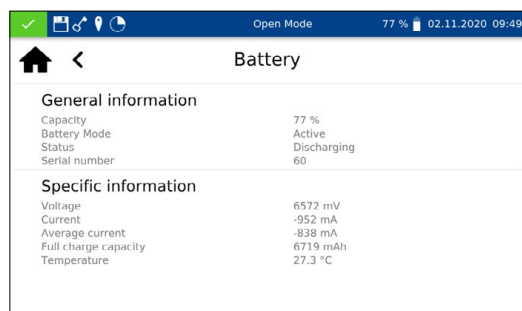 Open Mode 77 % 02.11.2020 09:49
Battery
General information
Capacity 77 %
Battery Mode Active
Status Discharging
Serial number 60
Specific information
Voltage 6572 mV
Current -952 mA
Average current -838 mA
Full charge capacity 6719 mAh
Temperature 27.3 °C